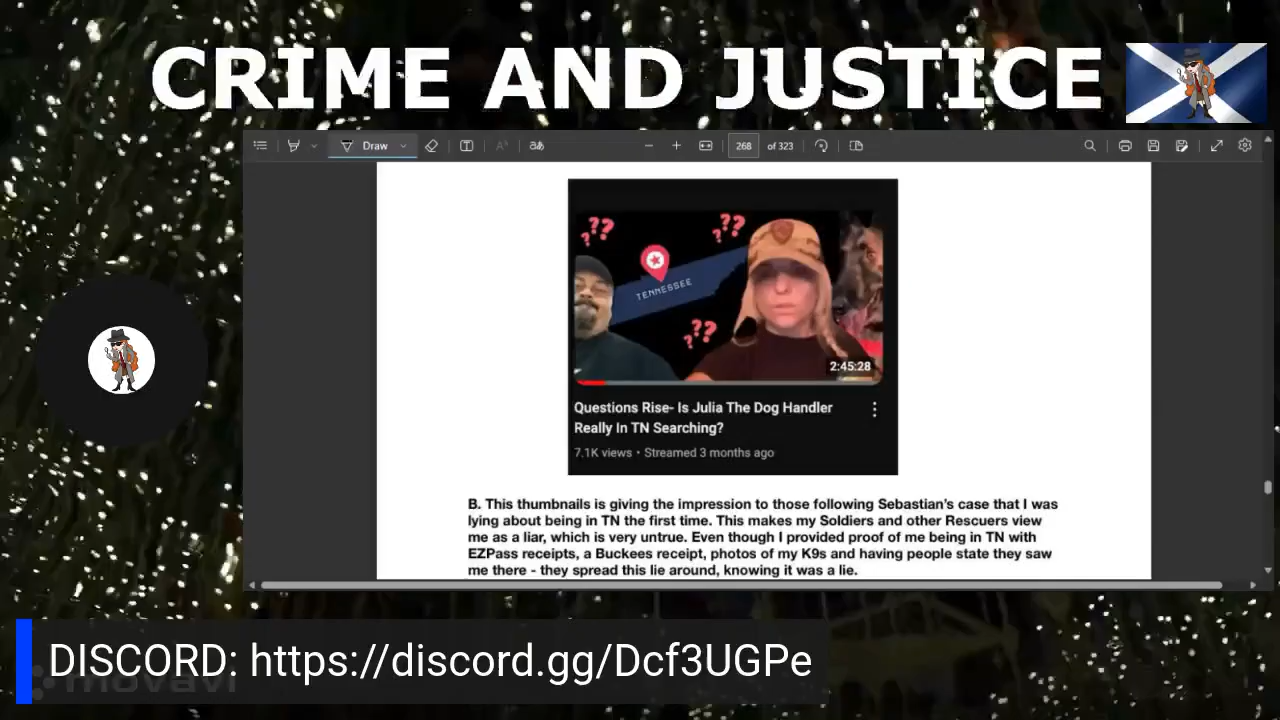 CRIME AND JUSTICE
Draw
268 of 323
??
??
??
TENNESSEE
2:45:28
Questions Rise- Is Julia The Dog Handler
Really In TN Searching?
7.1K views • Streamed 3 months ago
B. This thumbnails is giving the impression to those following Sebastian's case that I was
lying about being in TN the first time. This makes my Soldiers and other Rescuers view
me as a liar, which is very untrue. Even though I provided proof of me being in TN with
EZPass receipts, a Buckees receipt, photos of my K9s and having people state they saw
me there - they spread this lie around, knowing it was a lie.
DISCORD: https://discord.gg/Dcf3UGPe
movavi